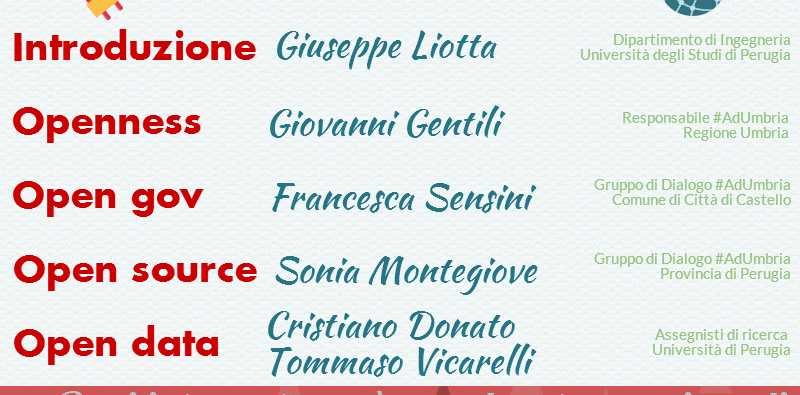 Introduzione Giuseppe Liotta Dipartimento di Ingegneria
Università degli Studi di Perugia
Openness Giovanni Gentili Responsabile #AdUmbria
Regione Umbria
Open gov Francesca Sensini Gruppo di Dialogo #AdUmbria
Comune di Città di Castello
Open source Sonia Montegiove Gruppo di Dialogo #AdUmbria
Provincia di Perugia
Open data Cristiano Donato
Tommaso Vicarelli
Assegnisti di ricerca
Università di Perugia